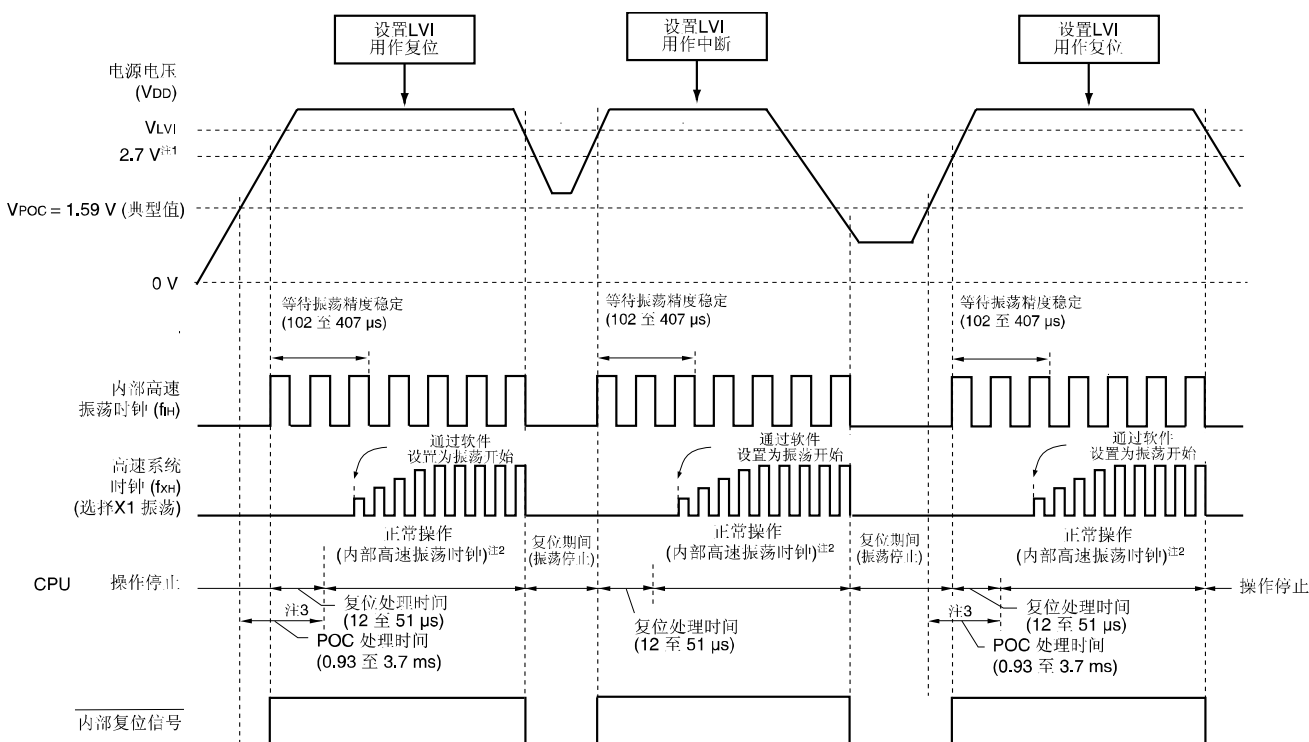 设置LVI
用作复位
设置LVI
用作中断
设置LVI
用作复位
电源电压
(VDD)
VLVI
2.7 V注1
VPOC = 1.59 V (典型值)
0 V
等待振荡精度稳定
(102 至 407 µs)
等待振荡精度稳定
(102 至 407 µs)
等待振荡精度稳定
(102 至 407 µs)
内部高速
振荡时钟 (fIH)
通过软件
设置为振荡开始
通过软件
设置为振荡开始
通过软件
设置为振荡开始
高速系统
时钟 (fXH)
(选择X1 振荡)
正常操作
(内部高速振荡时钟)注2
复位期间
(振荡停止)
正常操作
(内部高速振荡时钟)注2
复位期间
(振荡停止)
正常操作
(内部高速振荡时钟)注2
CPU
操作停止
操作停止
注3
复位处理时间
(12 至 51 µs)
POC 处理时间
(0.93 至 3.7 ms)
复位处理时间
(12 至 51 µs)
注3
复位处理时间
(12 至 51 µs)
POC 处理时间
(0.93 至 3.7 ms)
内部复位信号